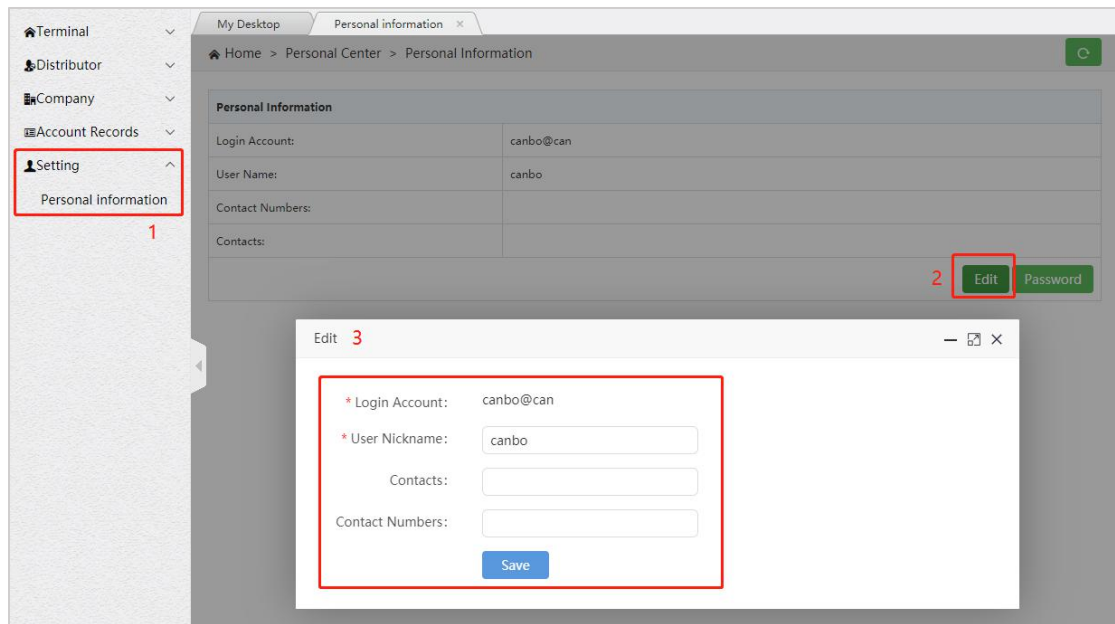 Terminal
Distributor
Company
Account Records
Setting
Personal information
1
My Desktop
Personal information ×
Home > Personal Center > Personal Information
Personal Information
Login Account: canbo@can
User Name: canbo
Contact Numbers:
Contacts:
2 Edit Password
Edit 3
* Login Account: canbo@can
* User Nickname: canbo
Contacts:
Contact Numbers:
Save